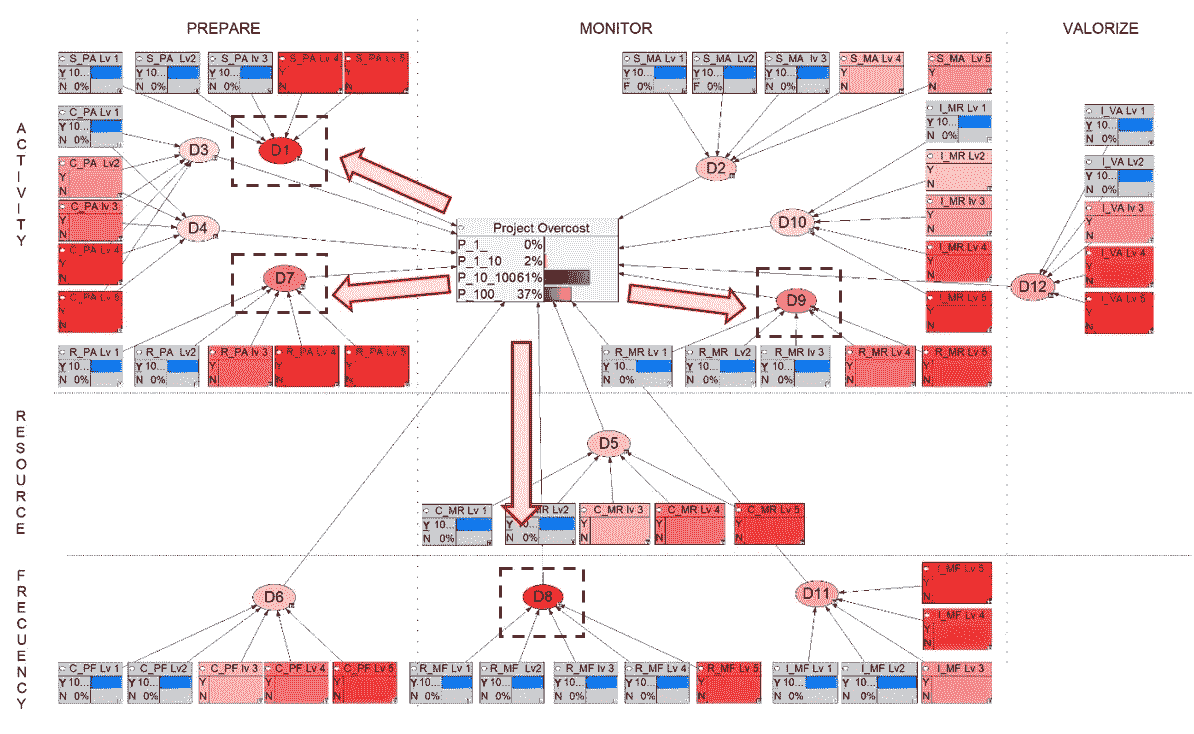 PREPARE
MONITOR
VALORIZE
ACTIVITY
RESOURCE
FRECUENCY
S_PA Lv 1
Y 10...
N 0%
S_PA Lv2
Y 10...
N 0%
S_PA lv 3
Y 10...
N 0%
S_PA Lv 4
Y
N
S_PA Lv 5
Y
N
S_MA Lv 1
Y 10...
F 0%
S_MA Lv2
Y 10...
F 0%
S_MA lv 3
Y 10...
N 0%
S_MA Lv 4
Y
N
S_MA Lv 5
Y
N
C_PA Lv 1
Y 10...
N 0%
C_PA Lv2
Y
N
C_PA lv 3
Y
N
C_PA Lv 4
Y
N
C_PA Lv 5
Y
N
D3
D1
D4
D7
D2
D10
D9
D12
I_MR Lv 1
Y 10...
N 0%
I_MR Lv2
Y
N
I_MR lv 3
Y
N
I_MR Lv 4
Y
N
I_MR Lv 5
Y
N
I_VA Lv 1
Y 10...
N 0%
I_VA Lv2
Y 10...
N 0%
I_VA lv 3
Y
N
I_VA Lv 4
Y
N
I_VA Lv 5
Y
N
Project Overcost
P_1_ 0%
P_1_10 2%
P_10_100 61%
P_100_ 37%
R_PA Lv 1
Y 10...
N 0%
R_PA Lv2
Y 10...
N 0%
R_PA lv 3
Y
N
R_PA Lv 4
Y
N
R_PA Lv 5
Y
N
R_MR Lv 1
Y 10...
N 0%
R_MR Lv2
Y 10...
N 0%
R_MR lv 3
Y 10...
N 0%
R_MR Lv 4
Y
N
R_MR Lv 5
Y
N
D5
C_MR Lv 1
Y 10...
N 0%
C_MR Lv2
Y 10...
N 0%
C_MR lv 3
Y
N
C_MR Lv 4
Y
N
C_MR Lv 5
Y
N
D6
D8
D11
I_MF Lv 5
Y
N
I_MF Lv 4
Y
N
C_PF Lv 1
Y 10...
N 0%
C_PF Lv2
Y 10...
N 0%
C_PF lv 3
Y
N
C_PF Lv 4
Y
N
C_PF Lv 5
Y
N
R_MF Lv 1
Y 10...
N 0%
R_MF Lv2
Y 10...
N 0%
R_MF lv 3
Y 10...
N 0%
R_MF Lv 4
Y 10...
N 0%
R_MF Lv 5
Y
N
I_MF Lv 1
Y 10...
N 0%
I_MF Lv2
Y 10...
N 0%
I_MF Lv 3
Y
N